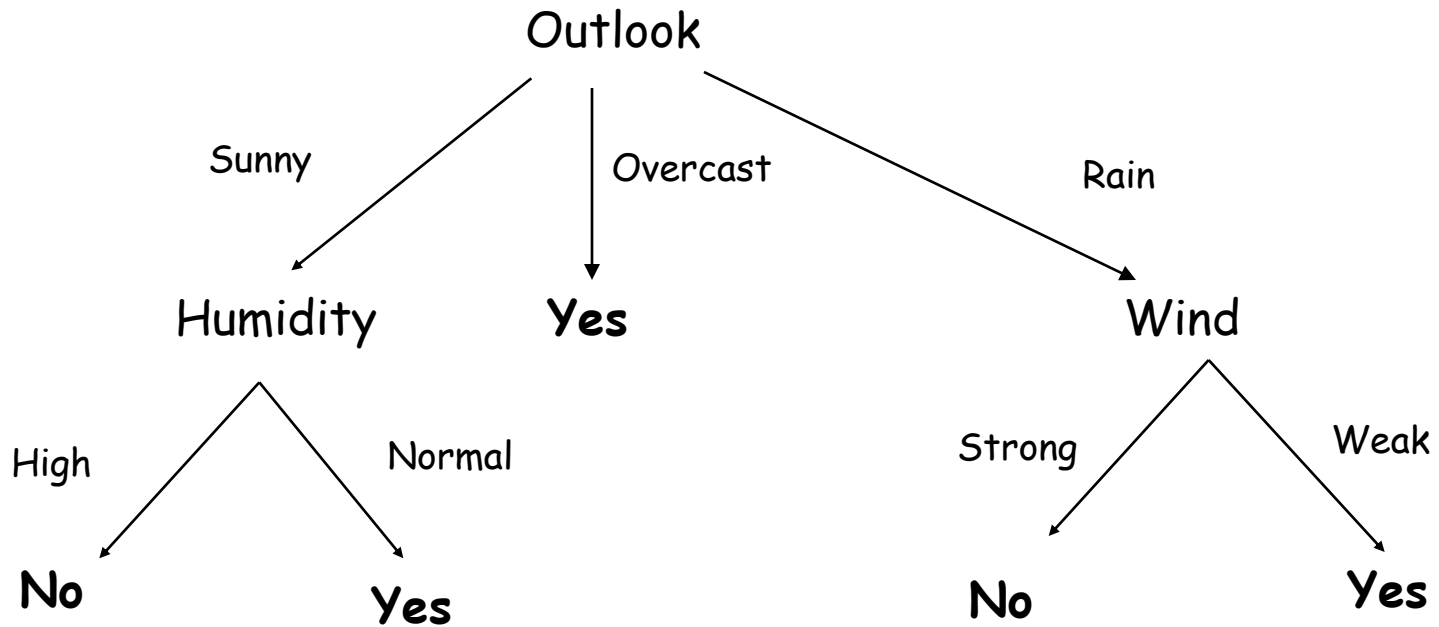 Outlook
Sunny
Overcast
Rain
Humidity
Yes
Wind
High
Normal
Strong
Weak
No
Yes
No
Yes